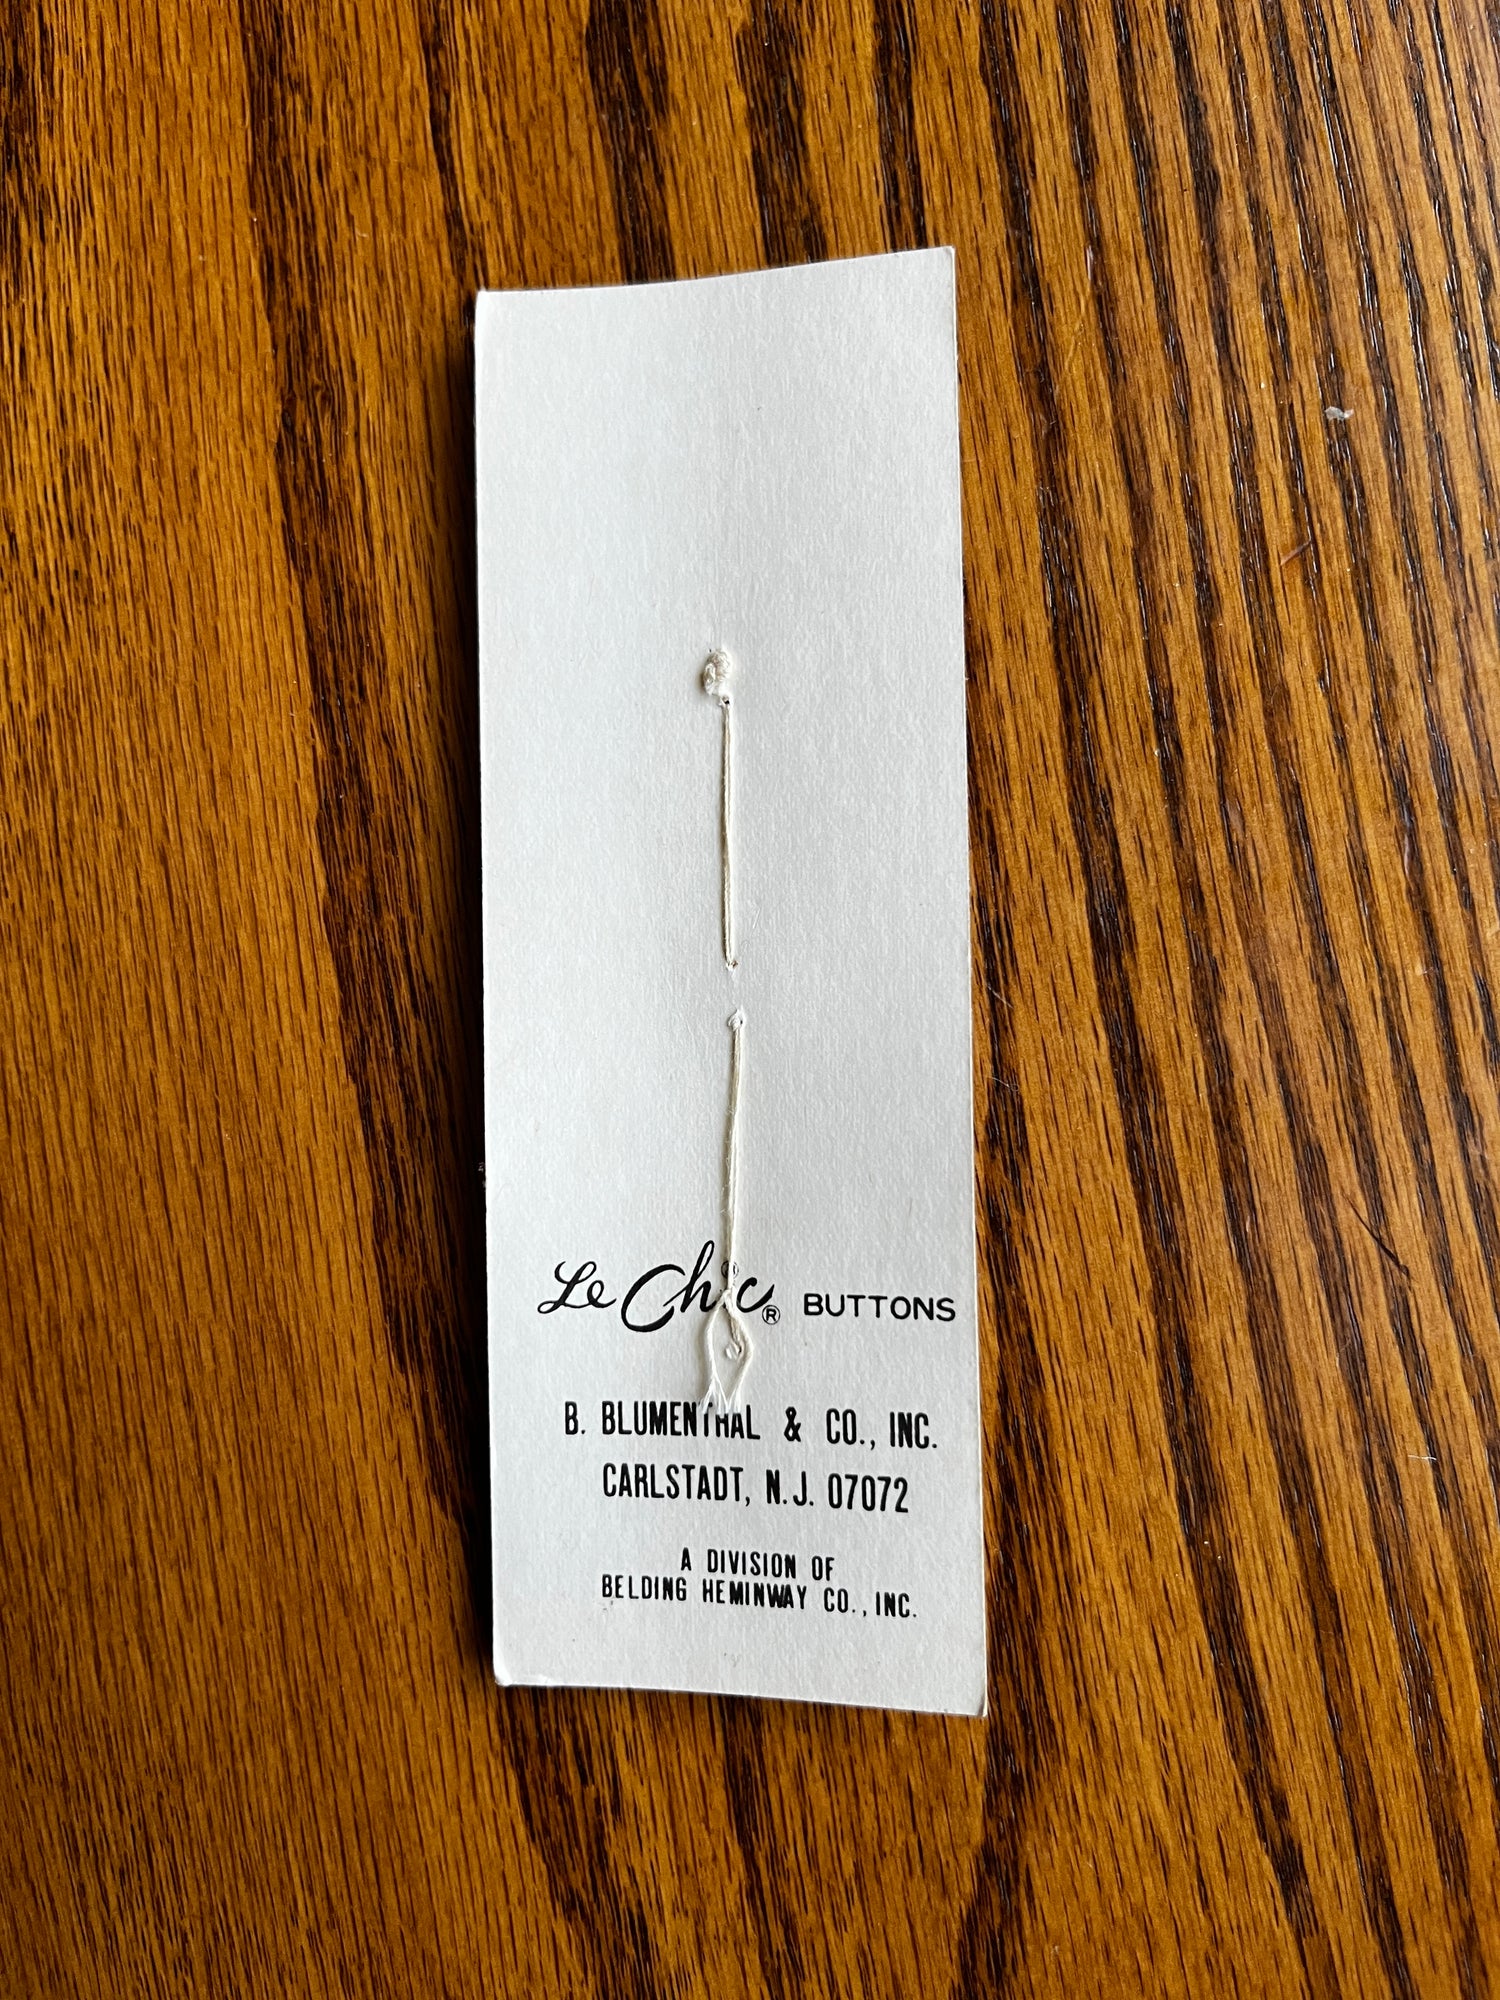 Le Chic® BUTTONS
B. BLUMENTHAL & CO., INC.
CARLSTADT, N.J. 07072
A DIVISION OF
BELDING HEMINWAY CO., INC.